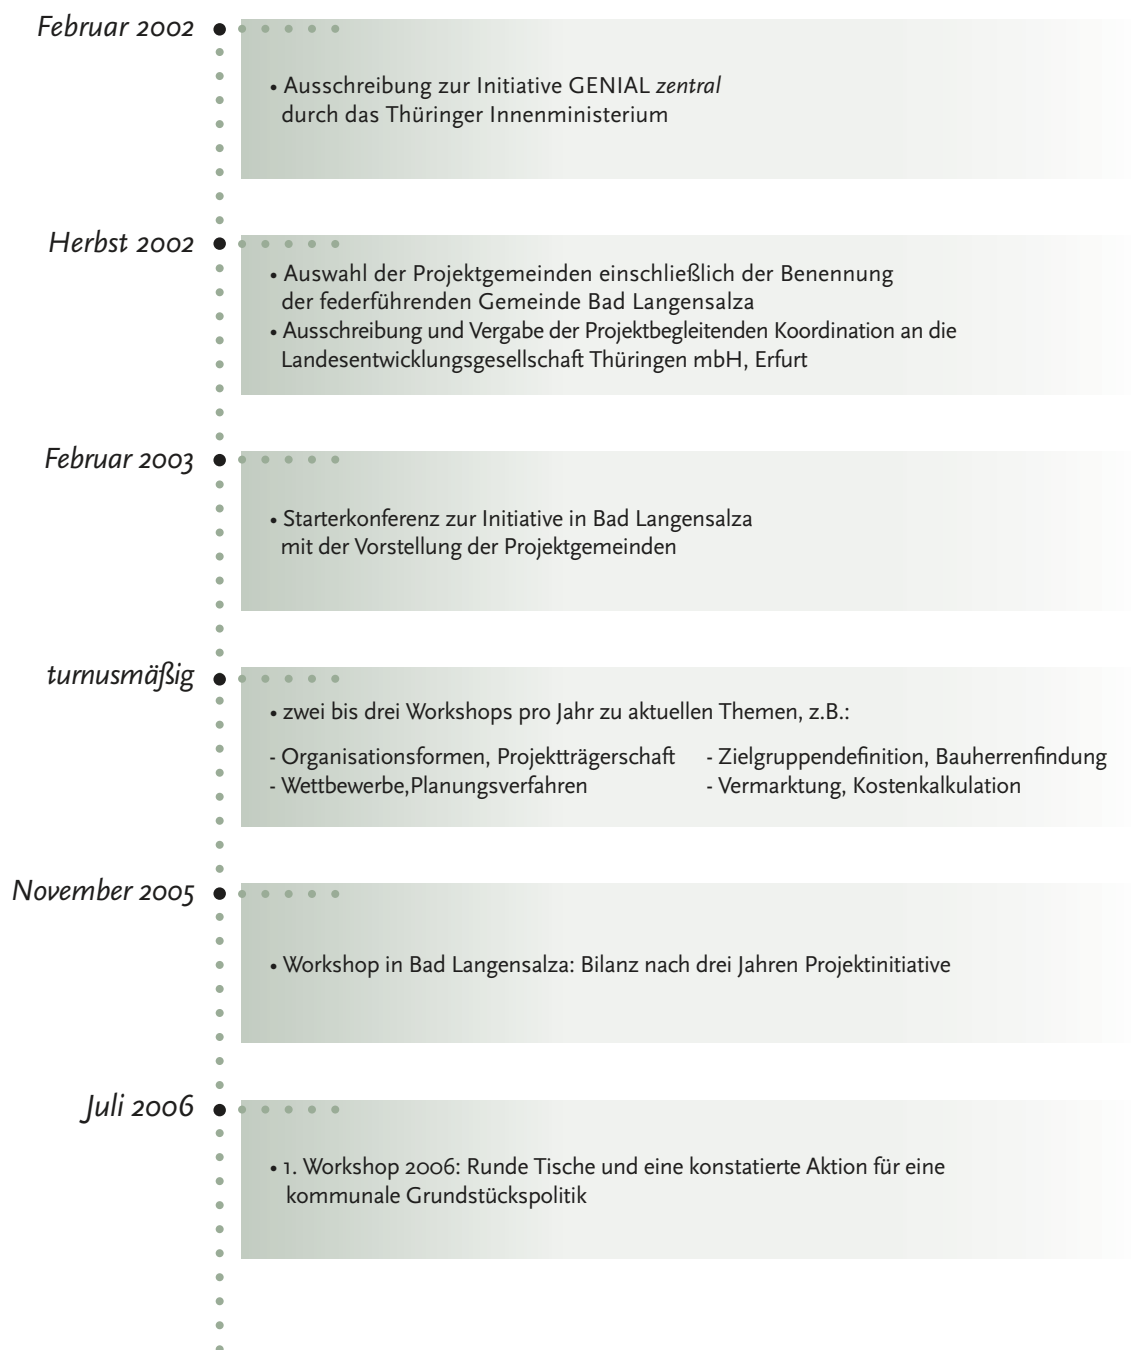 Februar 2002
• Ausschreibung zur Initiative GENIAL zentral
durch das Thüringer Innenministerium
Herbst 2002
• Auswahl der Projektgemeinden einschließlich der Benennung
der federführenden Gemeinde Bad Langensalza
• Ausschreibung und Vergabe der Projektbegleitenden Koordination an die
Landesentwicklungsgesellschaft Thüringen mbH, Erfurt
Februar 2003
• Starterkonferenz zur Initiative in Bad Langensalza
mit der Vorstellung der Projektgemeinden
turnusmäßig
• zwei bis drei Workshops pro Jahr zu aktuellen Themen, z.B.:
- Organisationsformen, Projektträgerschaft
- Wettbewerbe,Planungsverfahren
- Zielgruppendefinition, Bauherrenfindung
- Vermarktung, Kostenkalkulation
November 2005
• Workshop in Bad Langensalza: Bilanz nach drei Jahren Projektinitiative
Juli 2006
• 1. Workshop 2006: Runde Tische und eine konstatierte Aktion für eine
kommunale Grundstückspolitik